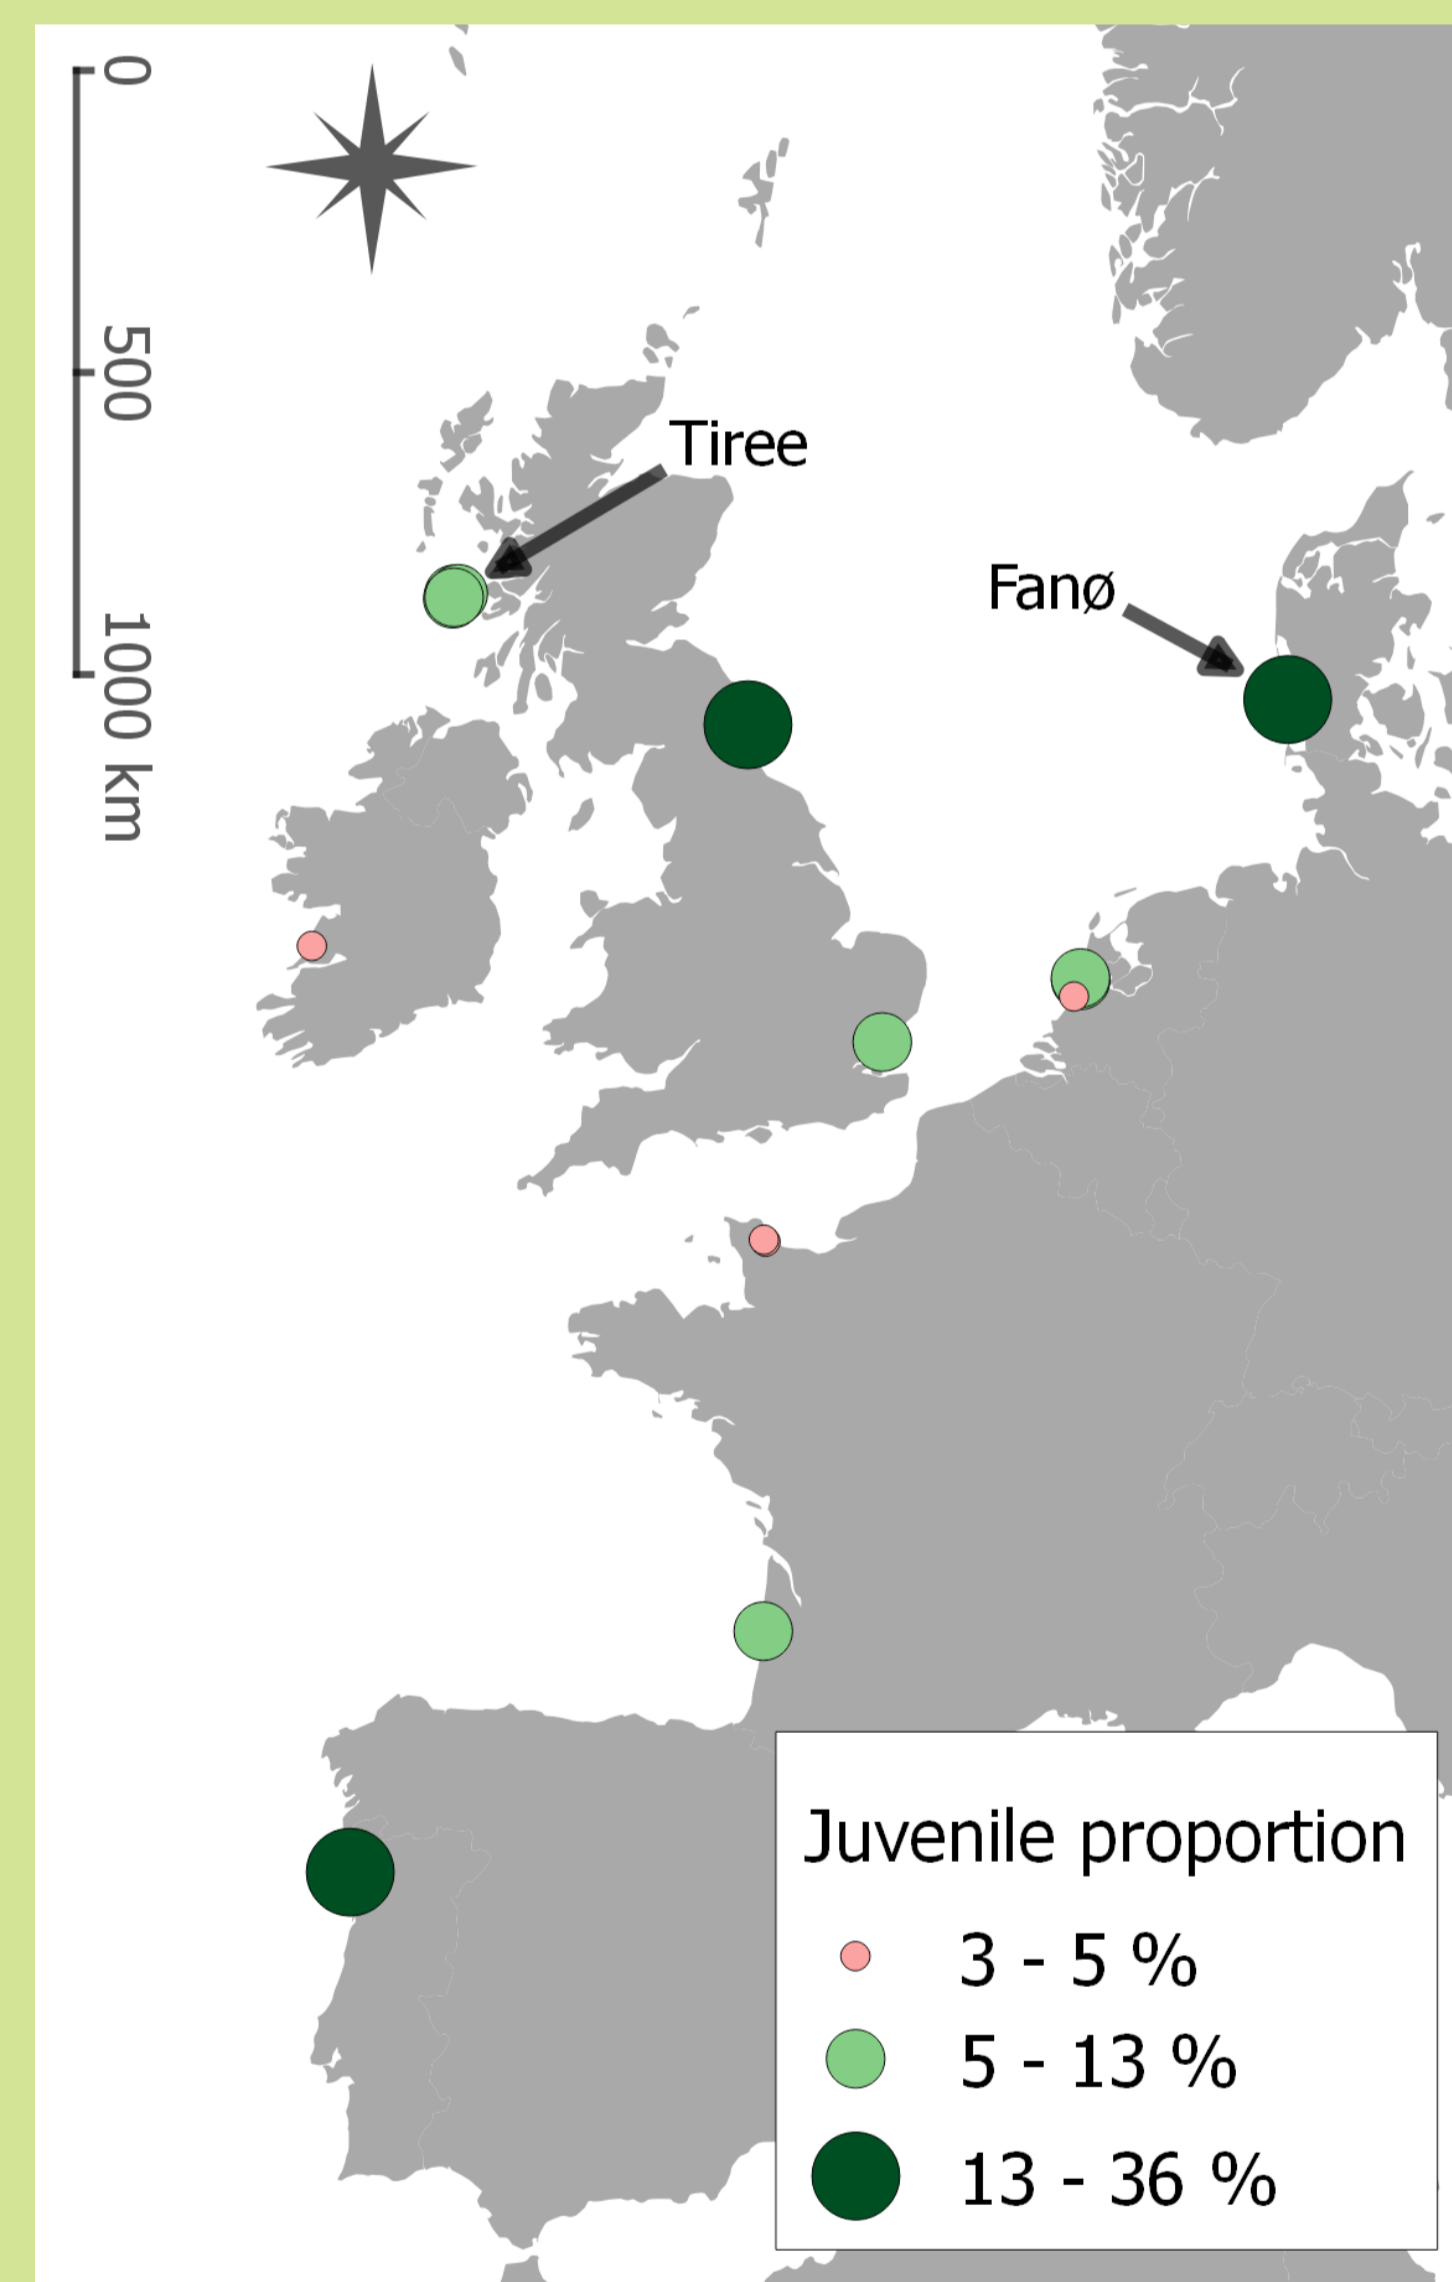 0
500
1000 km
Tiree
Fanø
Juvenile proportion
3 - 5 %
5 - 13 %
13 - 36 %